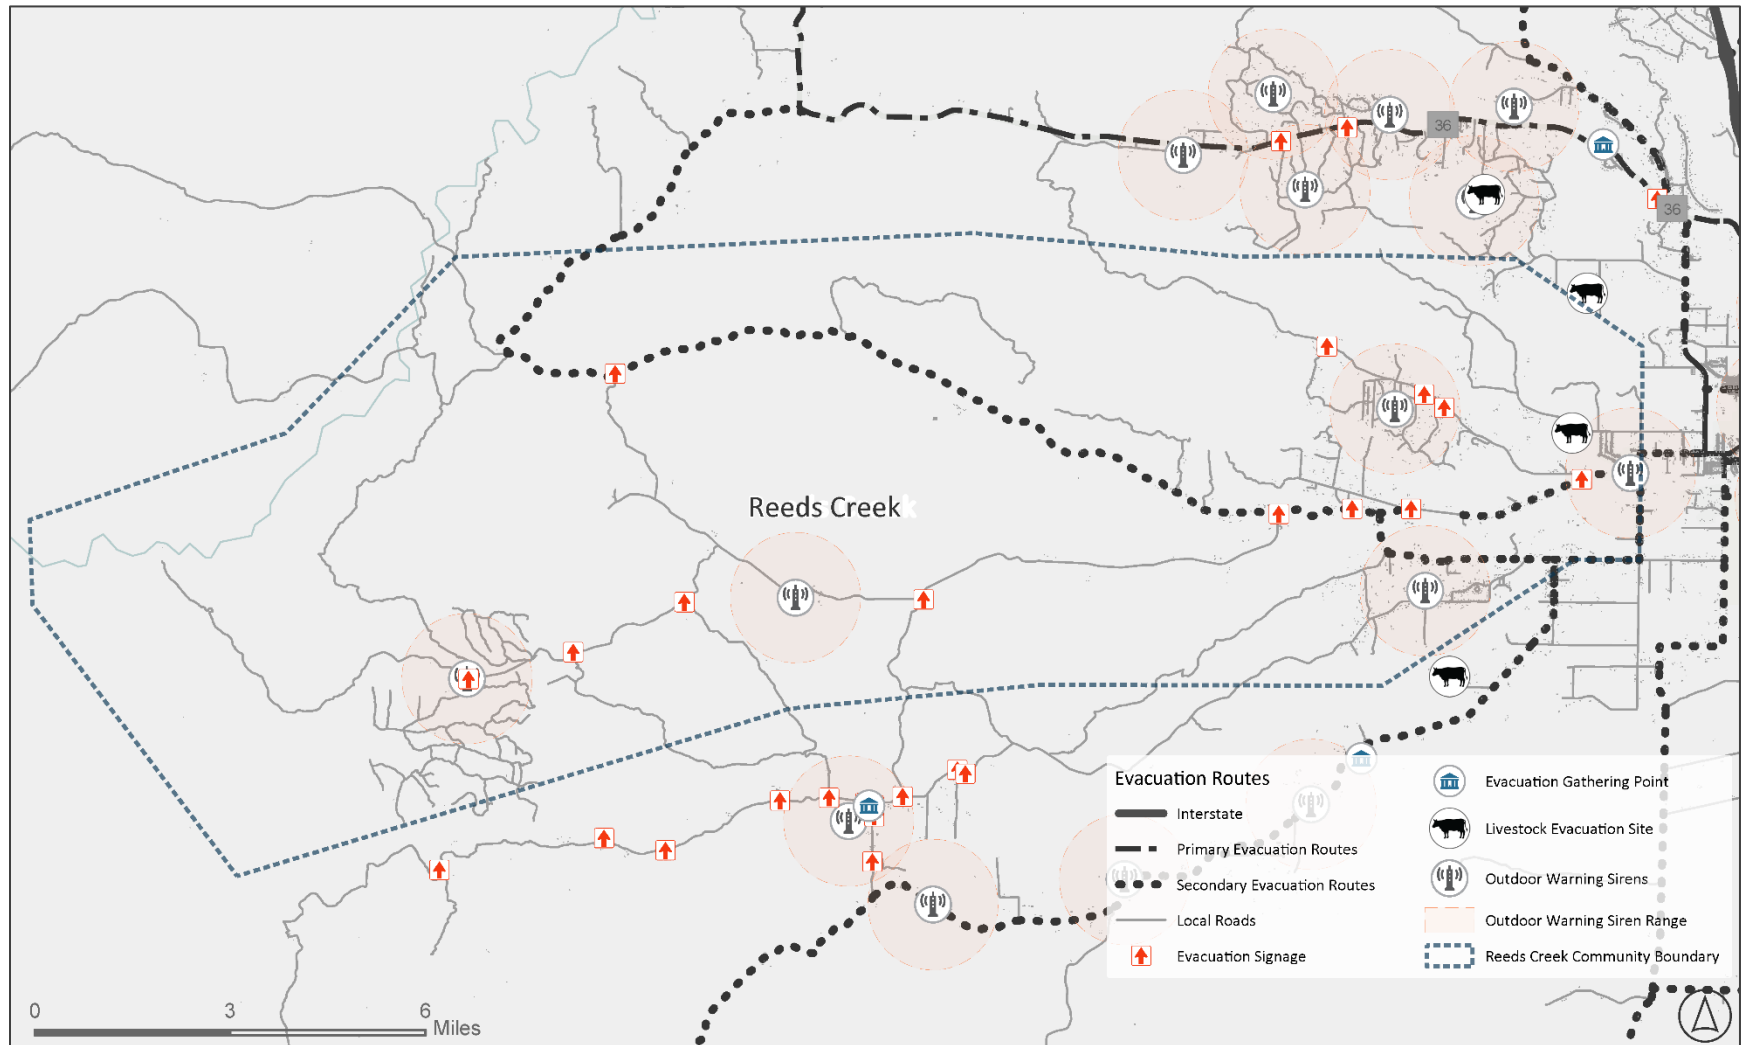 36
36
Reeds Creek
Evacuation Routes
Interstate
Primary Evacuation Routes
Secondary Evacuation Routes
Local Roads
Evacuation Signage
Evacuation Gathering Point
Livestock Evacuation Site
Outdoor Warning Sirens
Outdoor Warning Siren Range
Reeds Creek Community Boundary
0 3 6
Miles